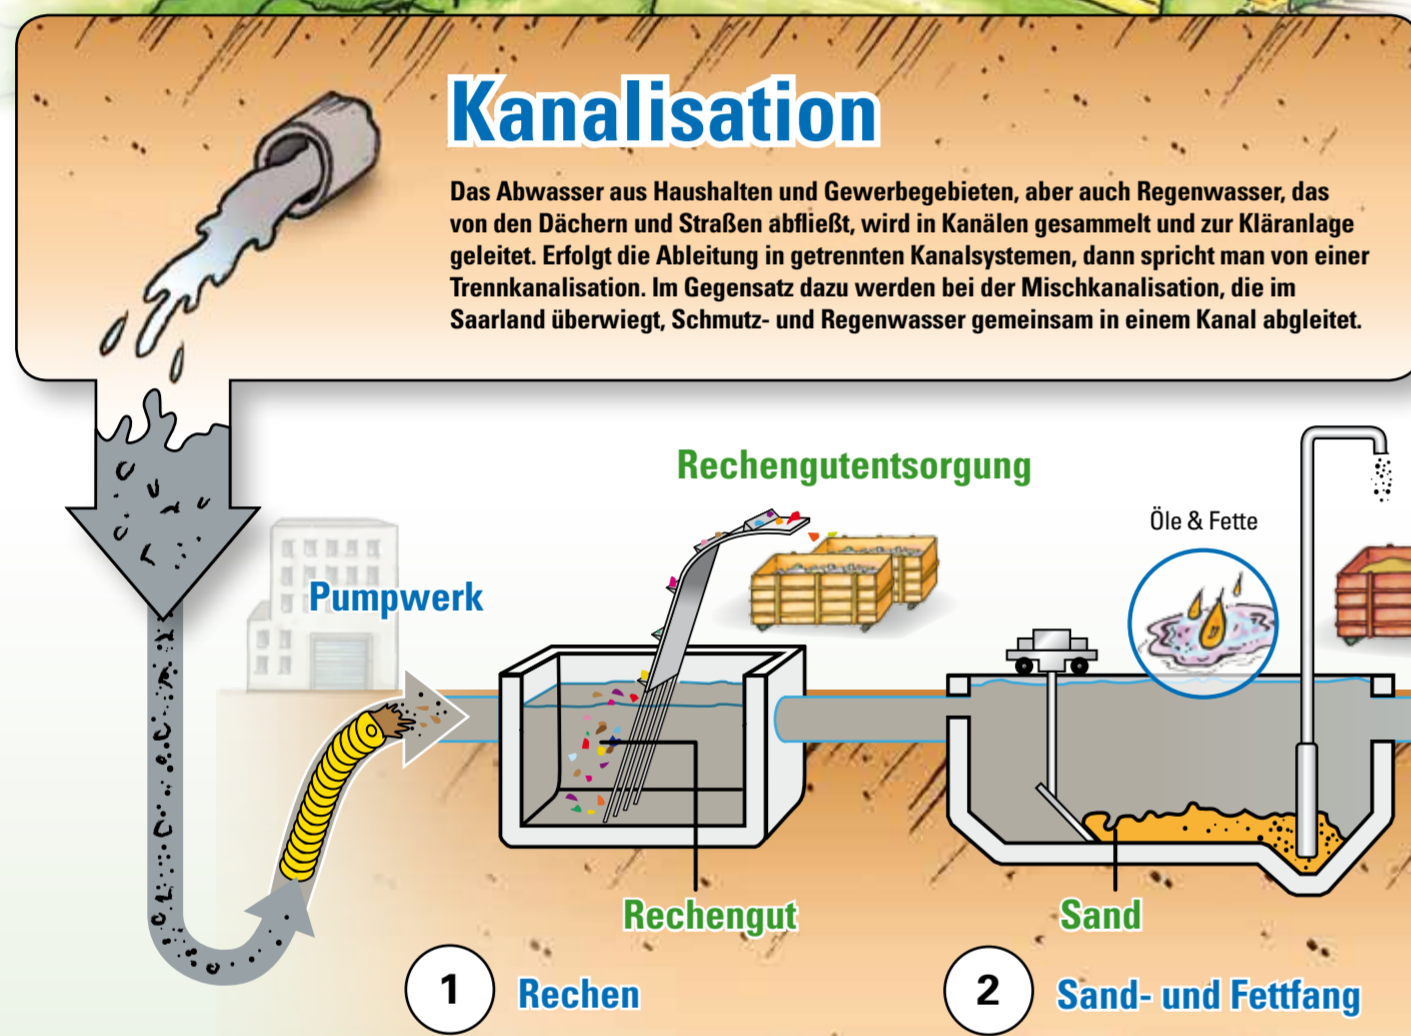 Kanalisation
Das Abwasser aus Haushalten und Gewerbegebieten, aber auch Regenwasser, das
von den Dächern und Straßen abfließt, wird in Kanälen gesammelt und zur Kläranlage
geleitet. Erfolgt die Ableitung in getrennten Kanalsystemen, dann spricht man von einer
Trennkanalisation. Im Gegensatz dazu werden bei der Mischkanalisation, die im
Saarland überwiegt, Schmutz- und Regenwasser gemeinsam in einem Kanal abgleitet.
Rechengutentsorgung
Öle & Fette
Pumpwerk
Rechengut
Sand
1 Rechen
2 Sand- und Fettfang